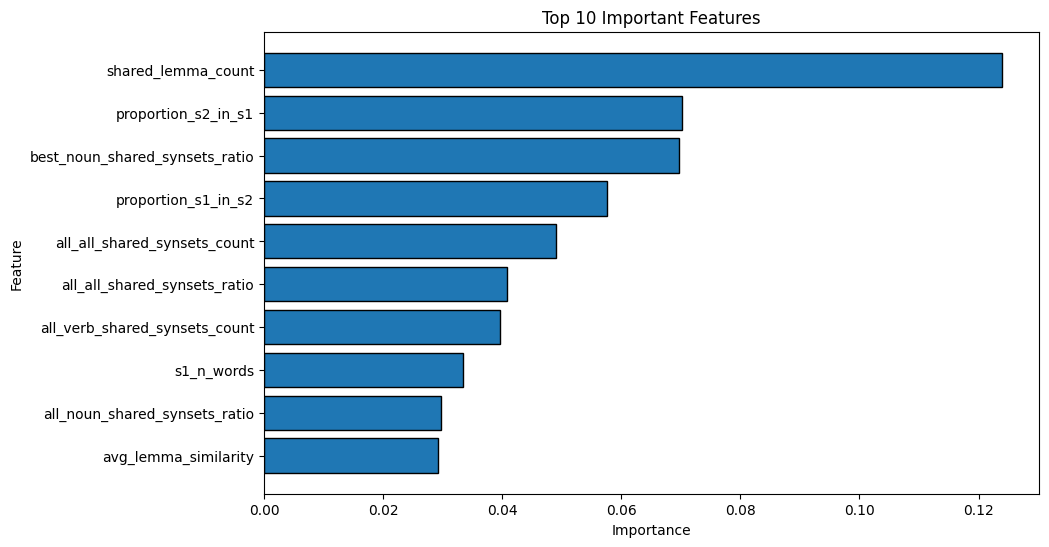 Top 10 Important Features
shared_lemma_count
proportion_s2_in_s1
best_noun_shared_synsets_ratio
proportion_s1_in_s2
all_all_shared_synsets_count
all_all_shared_synsets_ratio
all_verb_shared_synsets_count
s1_n_words
all_noun_shared_synsets_ratio
avg_lemma_similarity
Feature
0.00 0.02 0.04 0.06 0.08 0.10 0.12
Importance